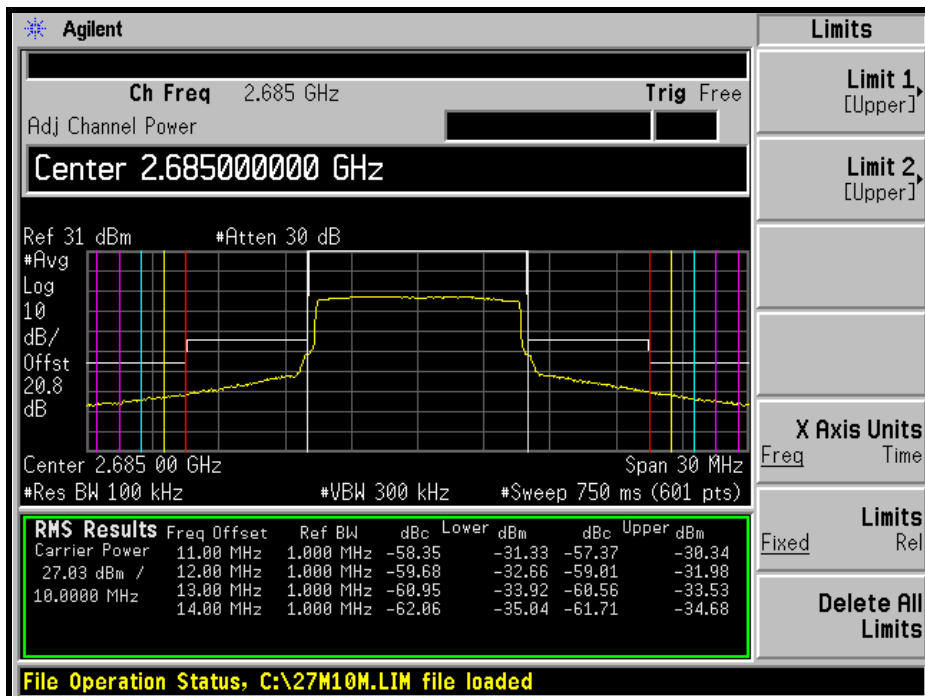 Agilent
Limits
Ch Freq 2.685 GHz Trig Free
Adj Channel Power
Center 2.685000000 GHz
Ref 31 dBm #Atten 30 dB
#Avg
Log
10
dB/
Offst
20.8
dB
Center 2.685 00 GHz Span 30 MHz
#Res BW 100 kHz #VBW 300 kHz #Sweep 750 ms (601 pts)
RMS Results Freq Offset Ref BW dBc Lower dBm dBc Upper dBm
Carrier Power 11.00 MHz 1.000 MHz -58.35 -31.33 -57.37 -30.34
27.03 dBm / 12.00 MHz 1.000 MHz -59.68 -32.66 -59.01 -31.98
10.0000 MHz 13.00 MHz 1.000 MHz -60.95 -33.92 -60.56 -33.53
14.00 MHz 1.000 MHz -62.06 -35.04 -61.71 -34.68
File Operation Status, C:\27M10M.LIM file loaded
Limit 1
[Upper]
Limit 2
[Upper]
X Axis Units
Freq Time
Limits
Fixed Rel
Delete All
Limits